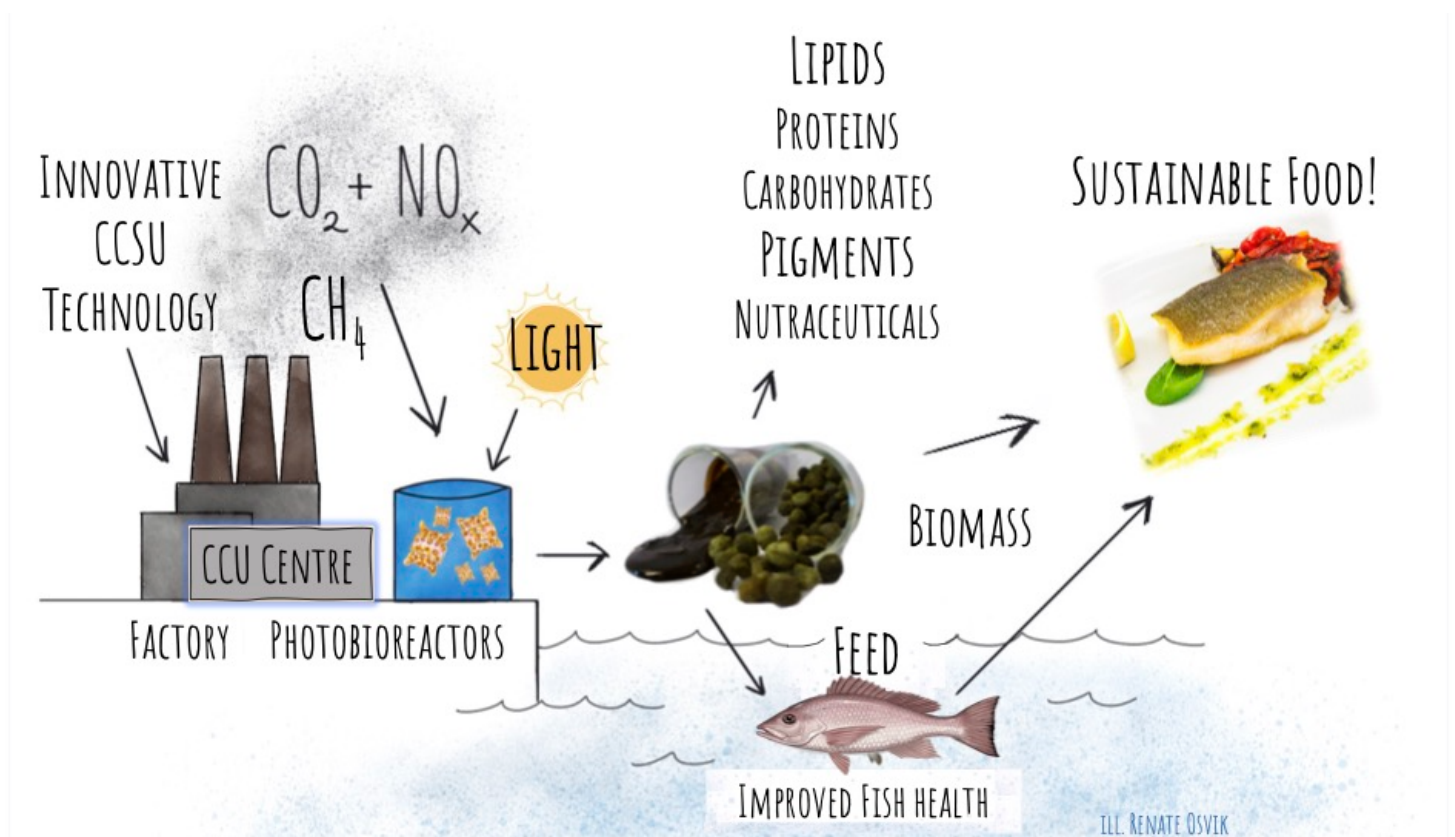 INNOVATIVE
CCSU
TECHNOLOGY
CO₂ + NOₓ
CH₄
LIGHT
CCU CENTRE
FACTORY
PHOTOBIOREACTORS
LIPIDS
PROTEINS
CARBOHYDRATES
PIGMENTS
NUTRACEUTICALS
BIOMASS
FEED
IMPROVED FISH HEALTH
SUSTAINABLE FOOD!
ILL. RENATE OSVIK